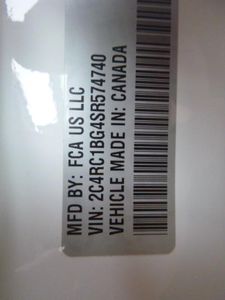 MFD BY: FCA US LLC
VIN: 2C4RC1BG4SR574740
VEHICLE MADE IN: CANADA